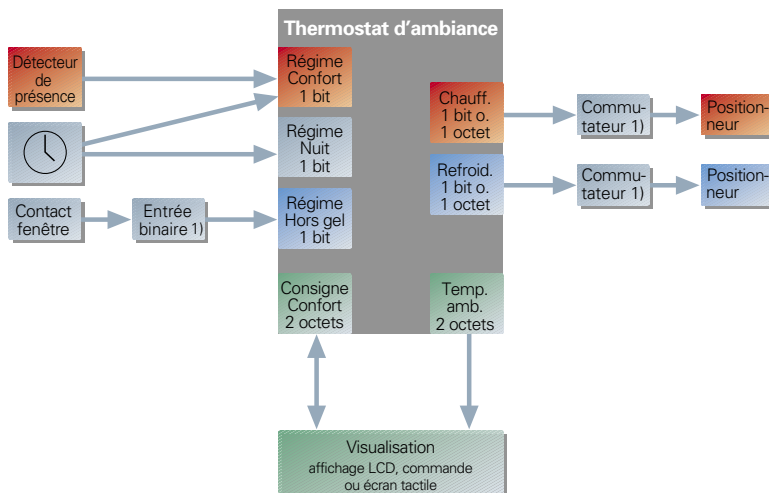 Thermostat d’ambiance
Détecteur
de
présence
Régime
Confort
1 bit
Régime
Nuit
1 bit
Contact
fenêtre
Entrée
binaire 1)
Régime
Hors gel
1 bit
Consigne
Confort
2 octets
Chauff.
1 bit o.
1 octet
Commu-
tateur 1)
Position-
neur
Refroid.
1 bit o.
1 octet
Commu-
tateur 1)
Position-
neur
Temp.
amb.
2 octets
Visualisation
affichage LCD, commande
ou écran tactile